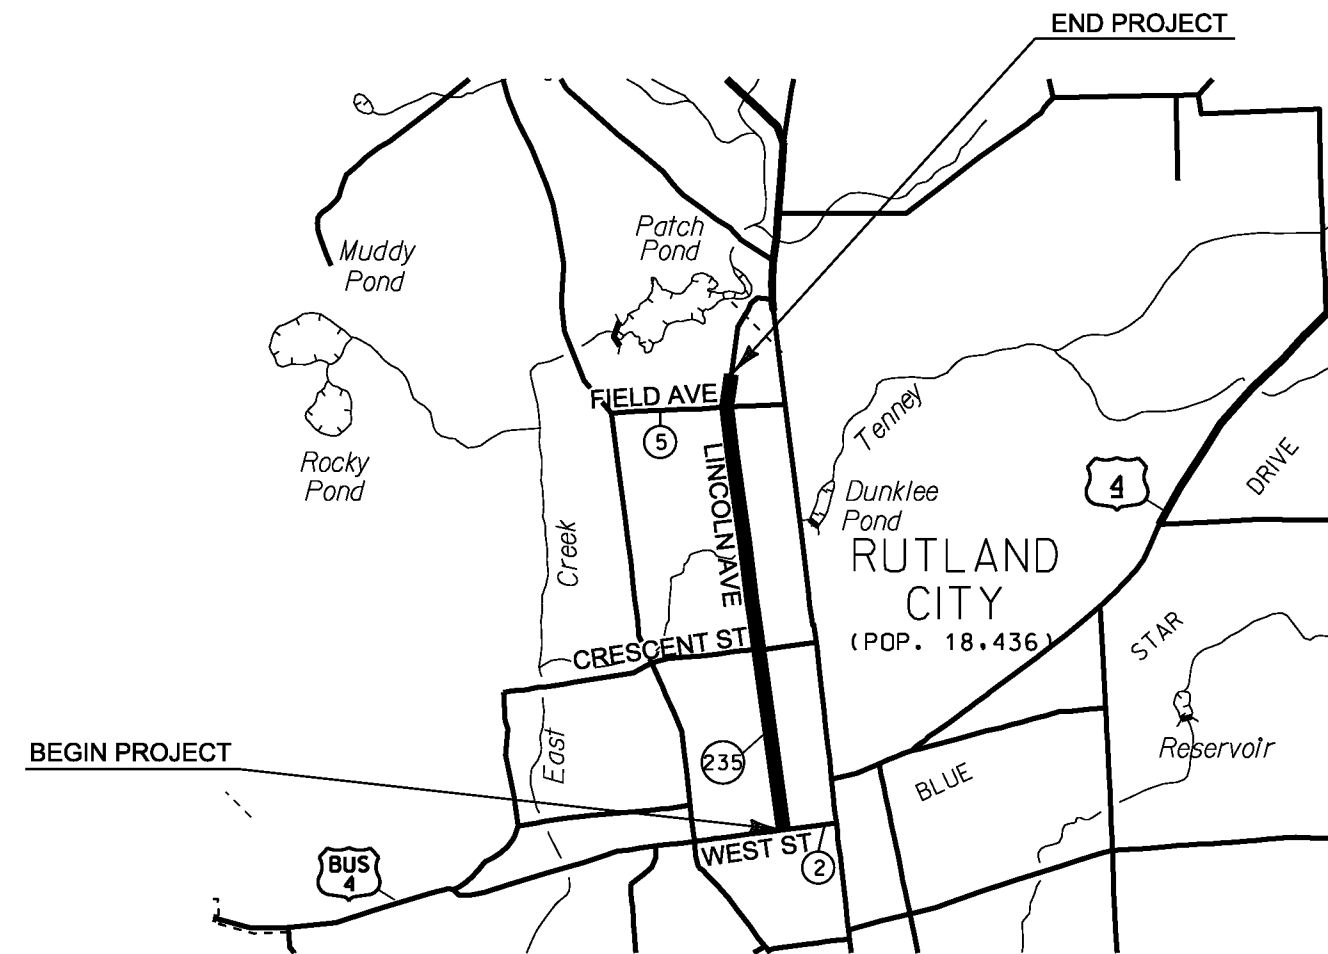 END PROJECT
Patch
Pond
Muddy
Pond
FIELD AVE
5
Tenney
Rocky
Pond
LINCOLN AVE
Dunklee
Pond
4
DRIVE
Creek
RUTLAND
CITY
(POP. 18,436)
CRESCENT ST
STAR
BEGIN PROJECT
East
235
Reservoir
BLUE
WEST ST
2
BUS
4